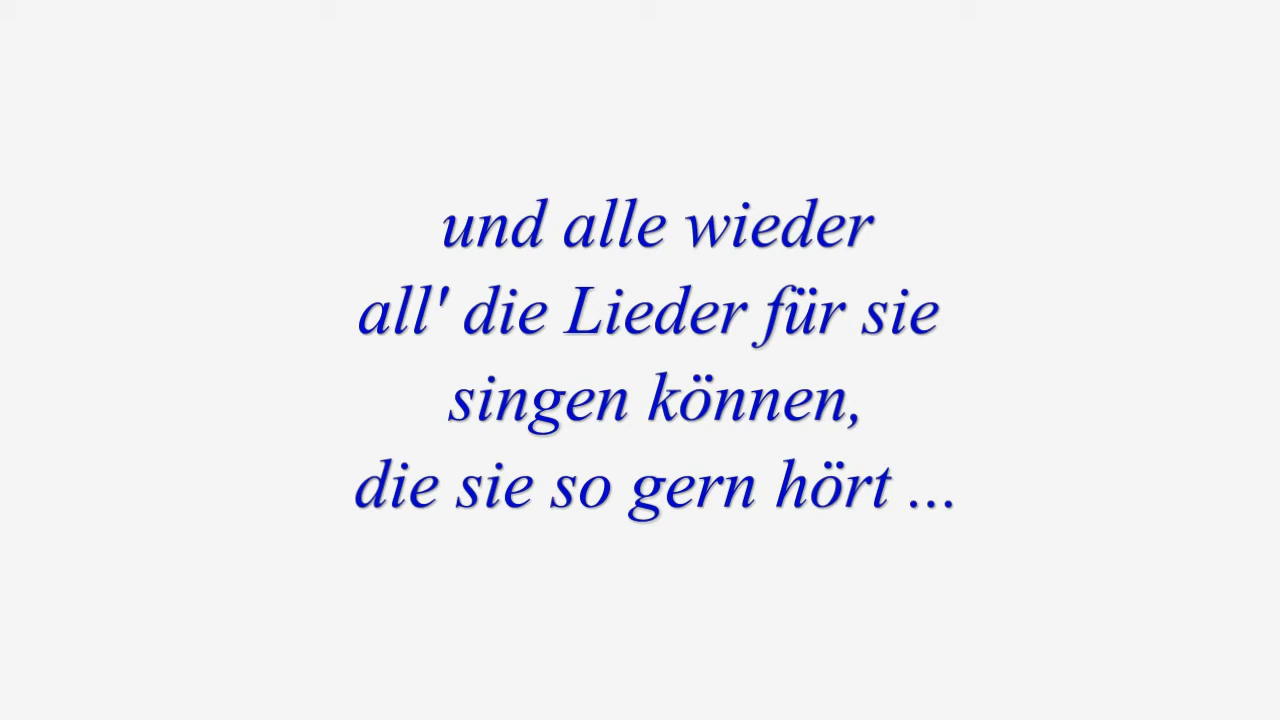 und alle wieder
all' die Lieder für sie
singen können,
die sie so gern hört ...